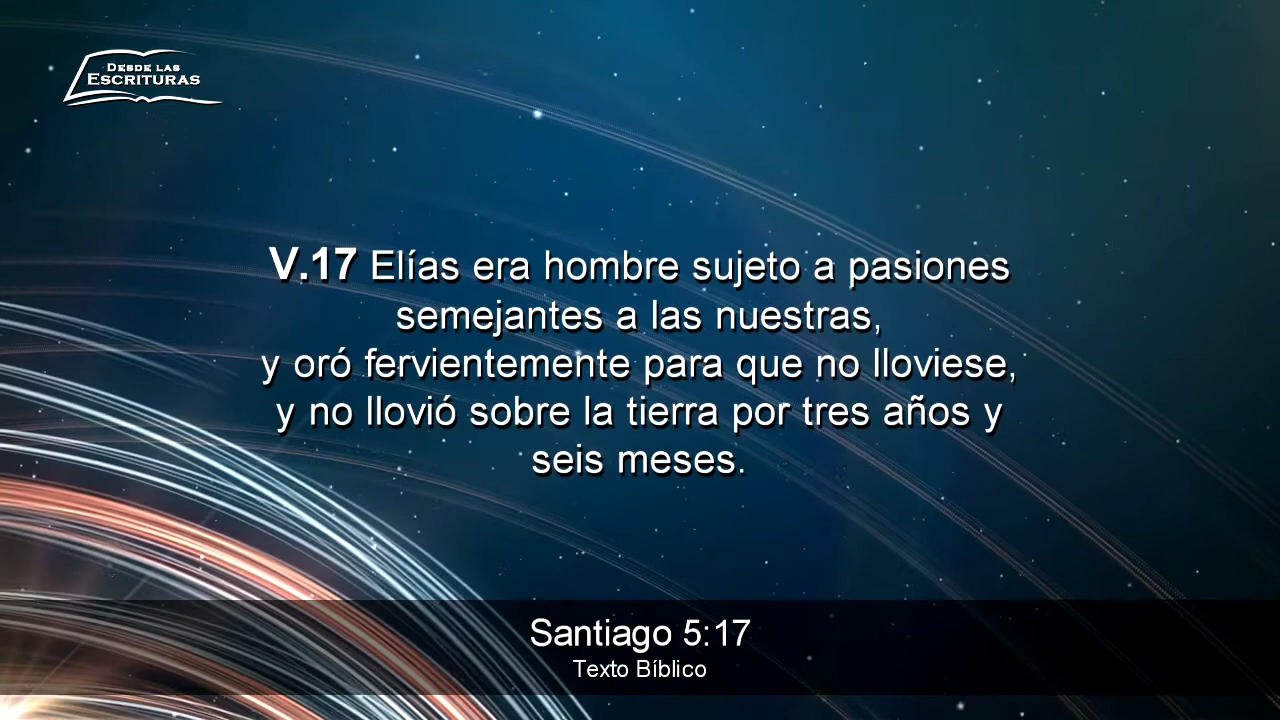 DESDE LAS
ESCRITURAS
V.17 Elías era hombre sujeto a pasiones
semejantes a las nuestras,
y oró fervientemente para que no lloviese,
y no llovió sobre la tierra por tres años y
seis meses.
Santiago 5:17
Texto Bíblico